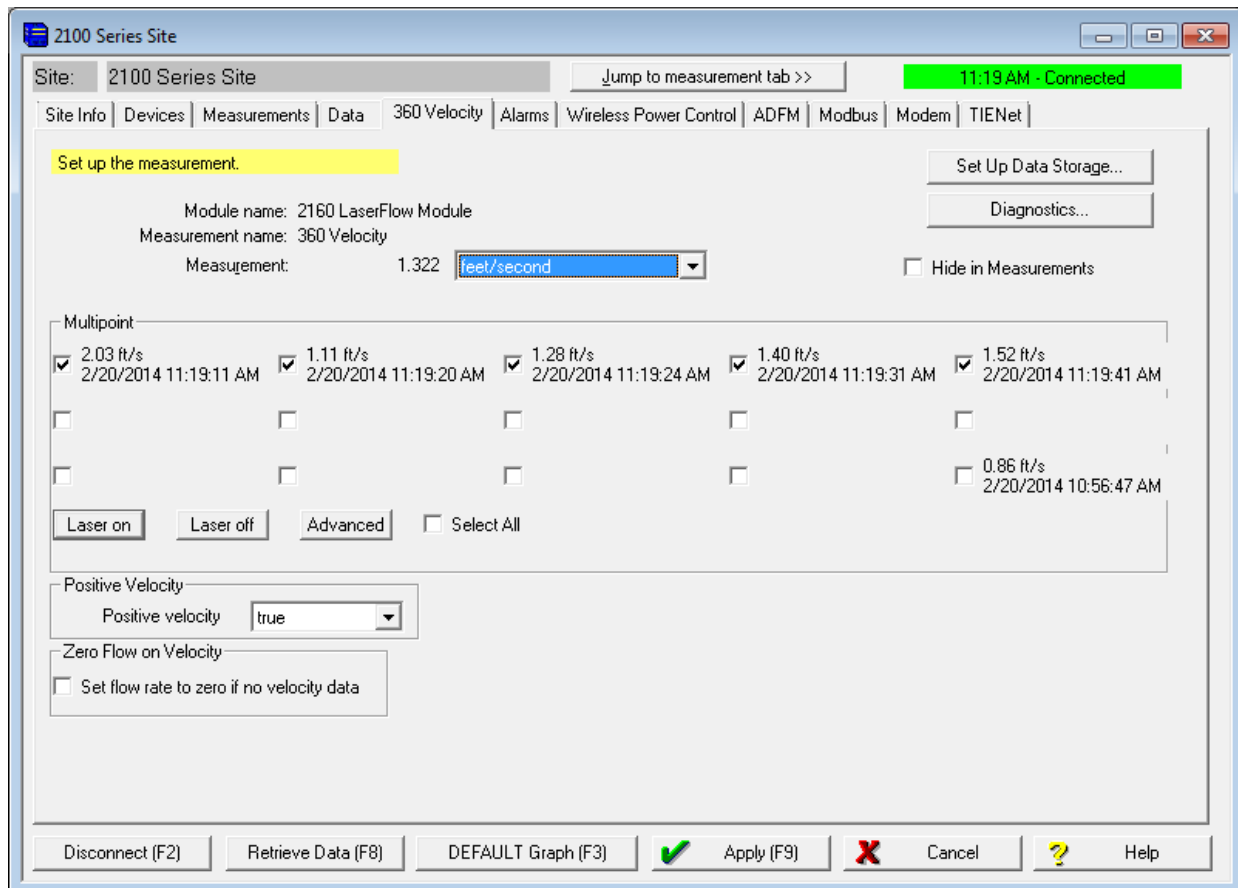 2100 Series Site
Site: 2100 Series Site Jump to measurement tab >> 11:19 AM - Connected
Site Info Devices Measurements Data 360 Velocity Alarms Wireless Power Control ADFM Modbus Modem TIENet
Set up the measurement. Set Up Data Storage...
Module name: 2160 LaserFlow Module Diagnostics...
Measurement name: 360 Velocity
Measurement: 1.322 feet/second Hide in Measurements
Multipoint
2.03 ft/s 1.11 ft/s 1.28 ft/s 1.40 ft/s 1.52 ft/s
2/20/2014 11:19:11 AM 2/20/2014 11:19:20 AM 2/20/2014 11:19:24 AM 2/20/2014 11:19:31 AM 2/20/2014 11:19:41 AM
0.86 ft/s
2/20/2014 10:56:47 AM
Laser on Laser off Advanced Select All
Positive Velocity
Positive velocity true
Zero Flow on Velocity
Set flow rate to zero if no velocity data
Disconnect (F2) Retrieve Data (F8) DEFAULT Graph (F3) Apply (F9) Cancel Help